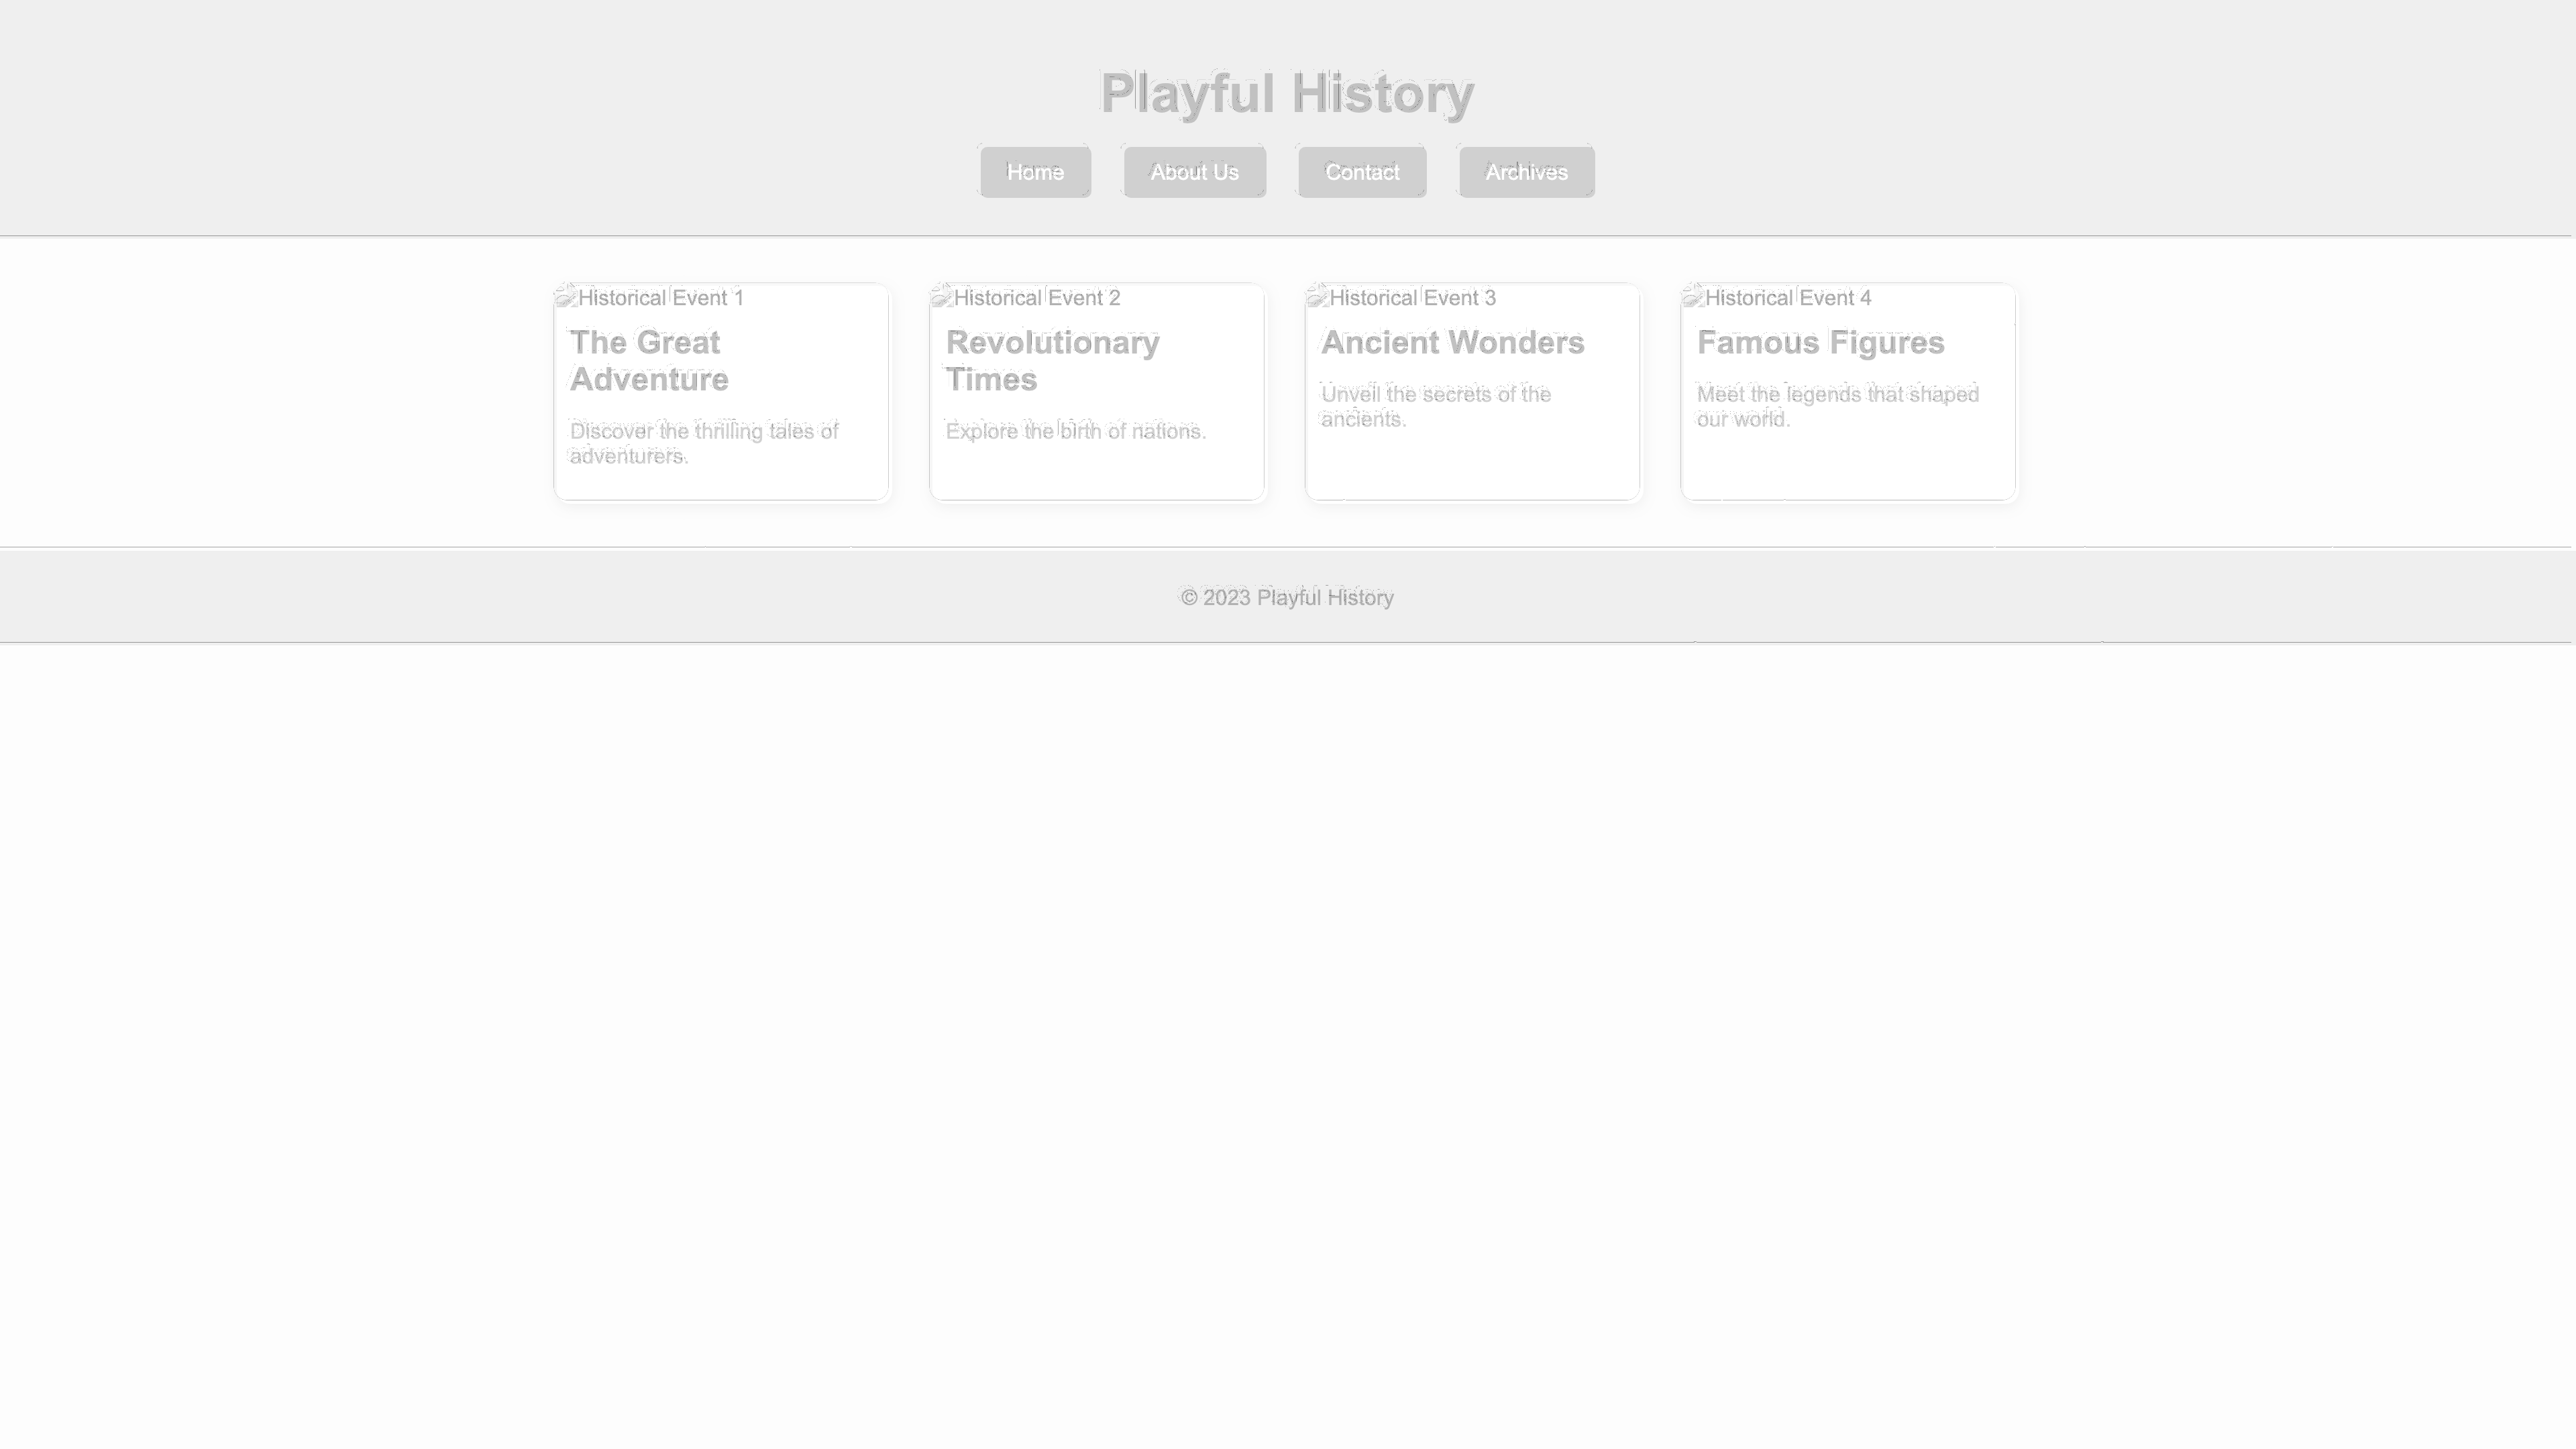 Playful History
Home
About Us
Contact
Archives
Historical Event 1
The Great
Adventure
Discover the thrilling tales of
adventurers.
Historical Event 2
Revolutionary
Times
Explore the birth of nations.
Historical Event 3
Ancient Wonders
Unveil the secrets of the
ancients.
Historical Event 4
Famous Figures
Meet the legends that shaped
our world.
© 2023 Playful History